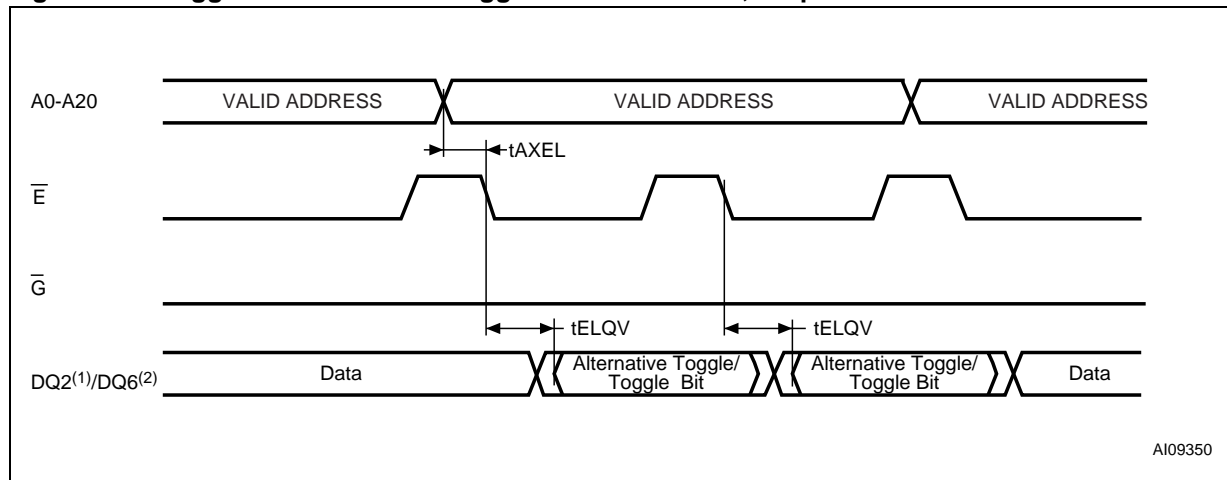 A0-A20
VALID ADDRESS
VALID ADDRESS
VALID ADDRESS
tAXEL
E
G
tELQV
tELQV
DQ2(1)/DQ6(2)
Data
Alternative Toggle/
Toggle Bit
Alternative Toggle/
Toggle Bit
Data
AI09350